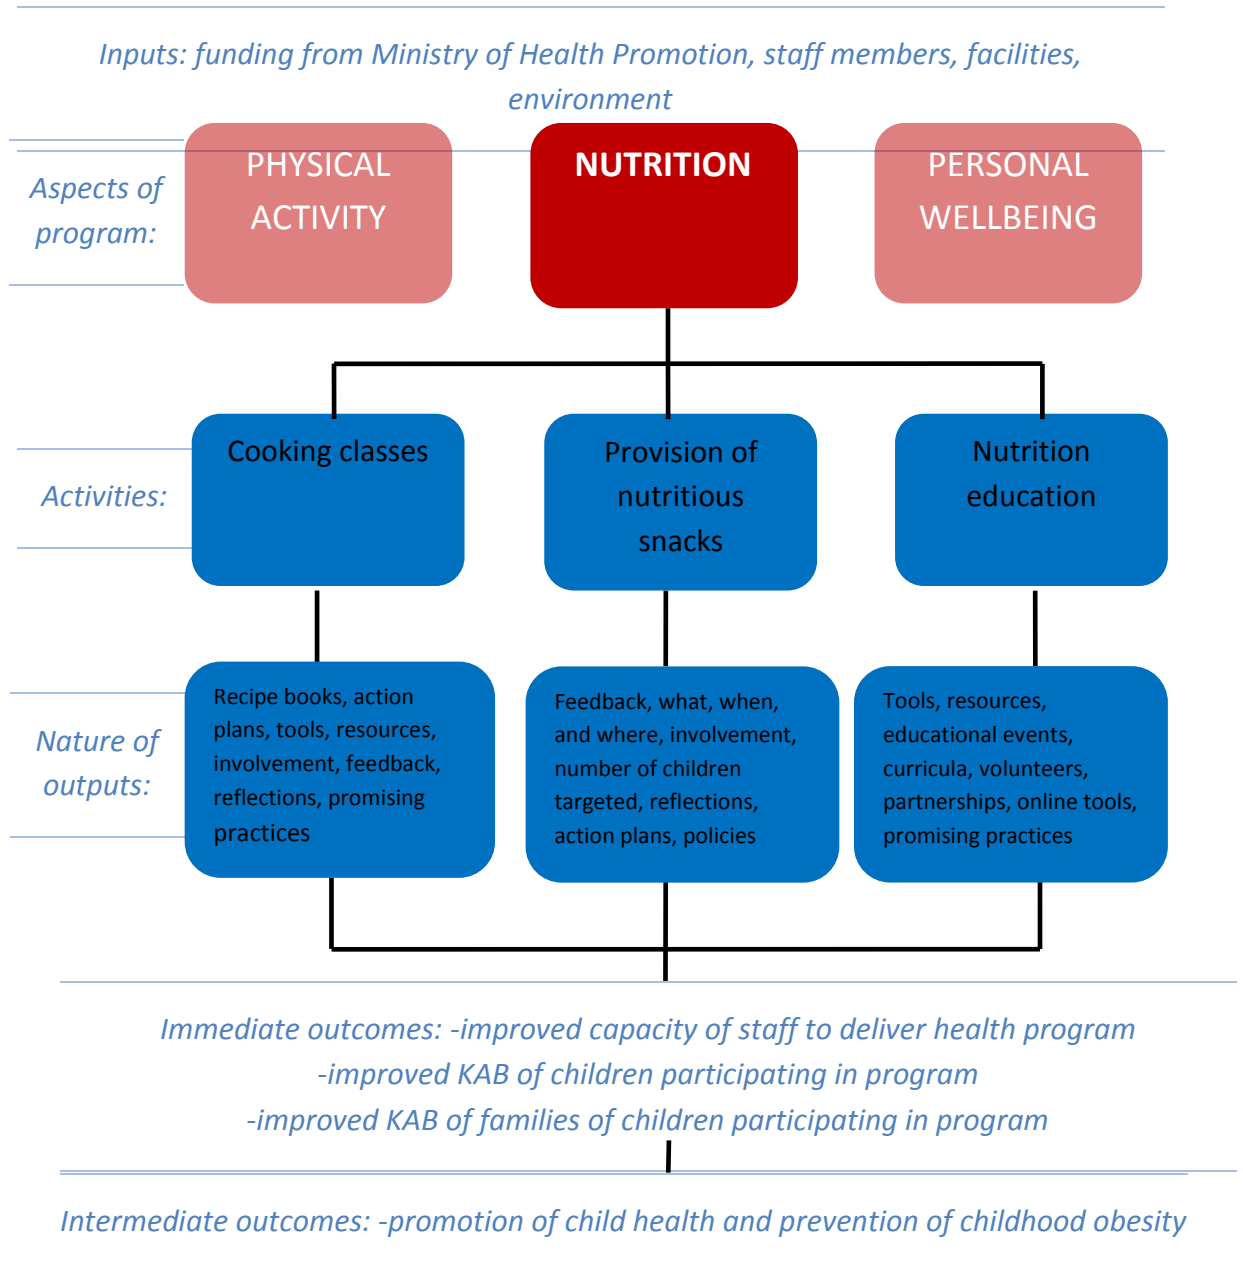 Inputs: funding from Ministry of Health Promotion, staff members, facilities,
environment
Aspects of
program:
PHYSICAL
ACTIVITY
NUTRITION
PERSONAL
WELLBEING
Activities:
Cooking classes
Provision of
nutritious
snacks
Nutrition
education
Nature of
outputs:
Recipe books, action
plans, tools, resources,
involvement, feedback,
reflections, promising
practices
Feedback, what, when,
and where, involvement,
number of children
targeted, reflections,
action plans, policies
Tools, resources,
educational events,
curricula, volunteers,
partnerships, online tools,
promising practices
Immediate outcomes: -improved capacity of staff to deliver health program
-improved KAB of children participating in program
-improved KAB of families of children participating in program
Intermediate outcomes: -promotion of child health and prevention of childhood obesity